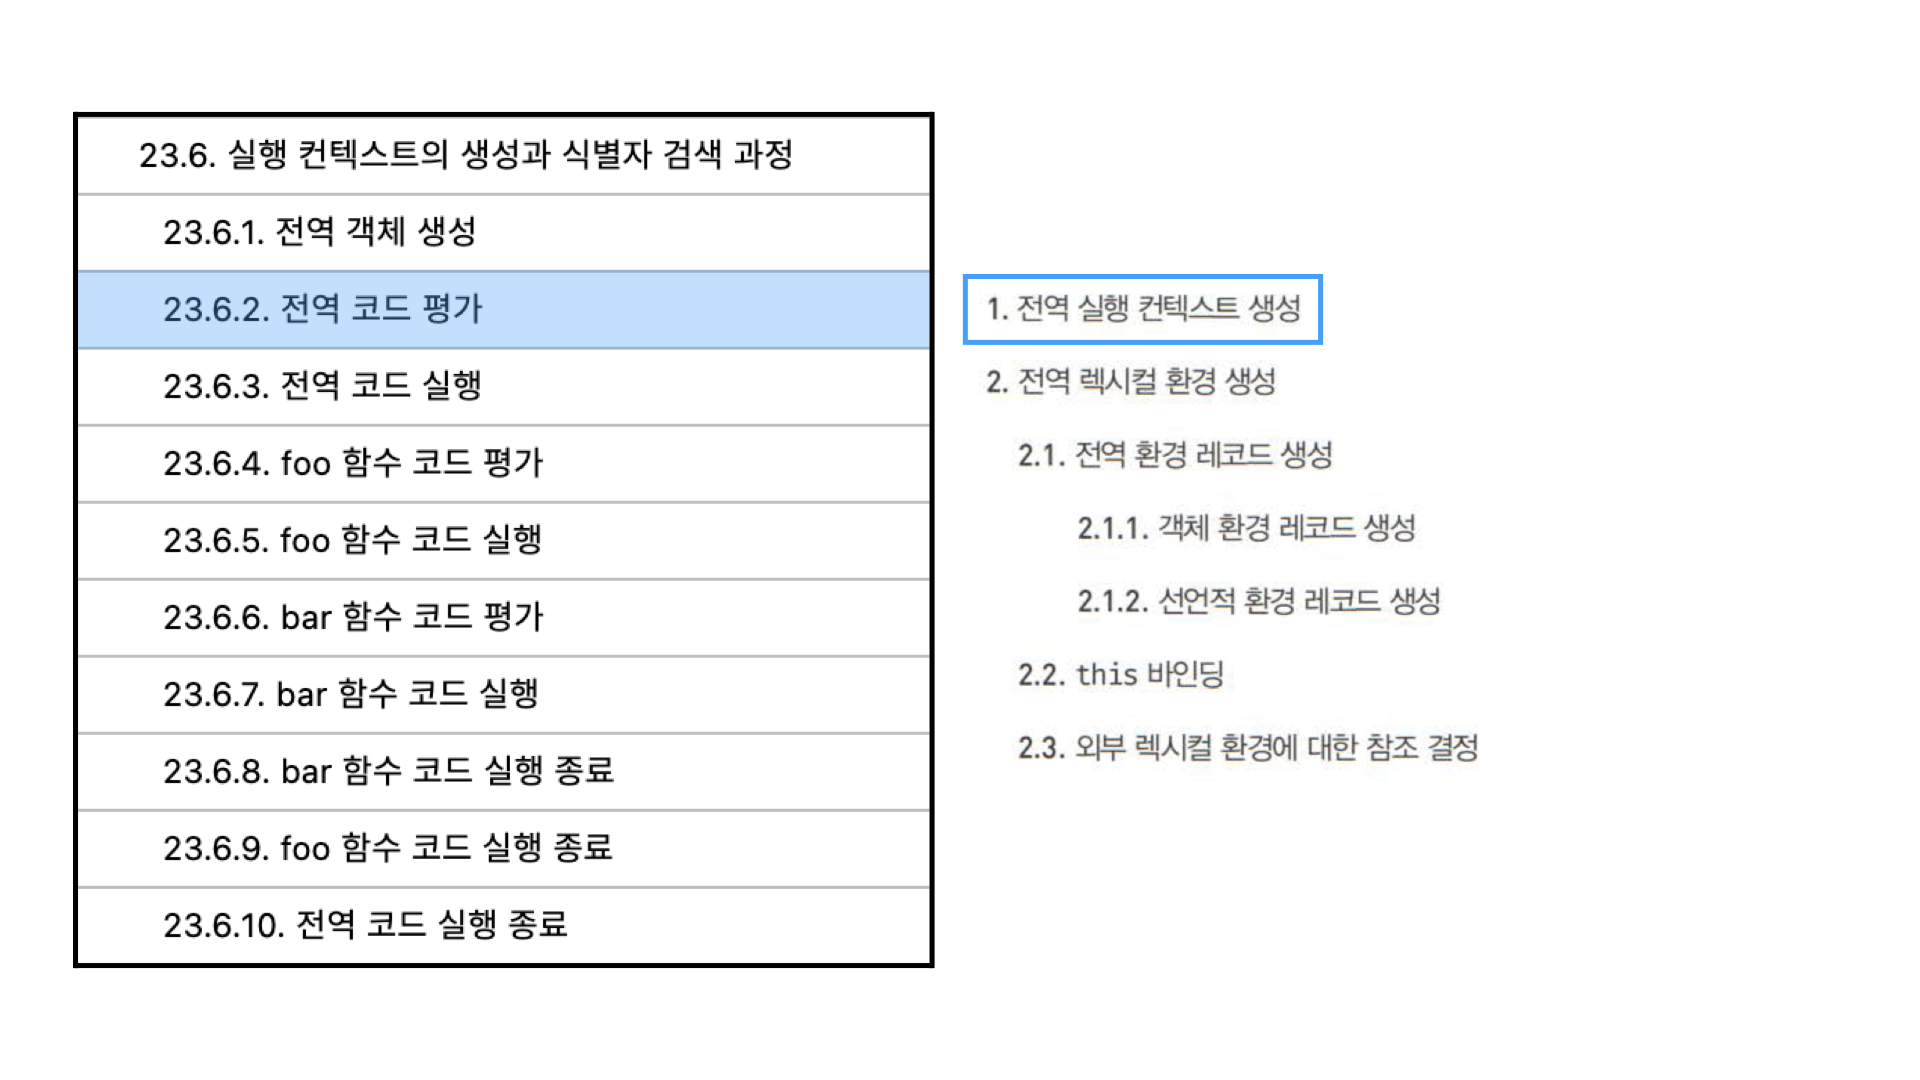 23.6. 실행 컨텍스트의 생성과 식별자 검색 과정
23.6.1. 전역 객체 생성
23.6.2. 전역 코드 평가
23.6.3. 전역 코드 실행
23.6.4. foo 함수 코드 평가
23.6.5. foo 함수 코드 실행
23.6.6. bar 함수 코드 평가
23.6.7. bar 함수 코드 실행
23.6.8. bar 함수 코드 실행 종료
23.6.9. foo 함수 코드 실행 종료
23.6.10. 전역 코드 실행 종료
1. 전역 실행 컨텍스트 생성
2. 전역 렉시컬 환경 생성
2.1. 전역 환경 레코드 생성
2.1.1. 객체 환경 레코드 생성
2.1.2. 선언적 환경 레코드 생성
2.2. this 바인딩
2.3. 외부 렉시컬 환경에 대한 참조 결정